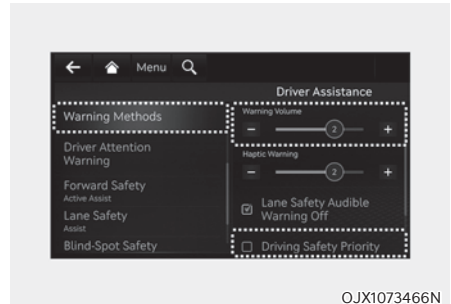 Menu
Driver Assistance
Warning Methods
Driver Attention
Warning
Forward Safety
Active Assist
Lane Safety
Assist
Blind-Spot Safety
Warning Volume
- 2 +
Haptic Warning
- 2 +
Lane Safety Audible
Warning Off
Driving Safety Priority
OJX1073466N